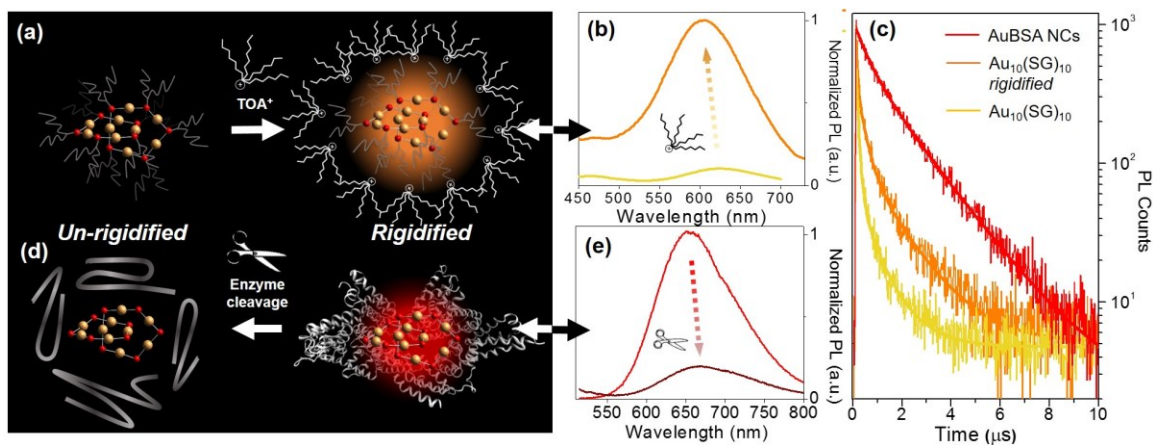 (a)
TOA+
Un-rigidified
Rigidified
(d)
Enzyme
cleavage
(b)
1
0
Normalized PL (a.u.)
450 500 550 600 650 700
Wavelength (nm)
(e)
1
0
Normalized PL (a.u.)
550 600 650 700 750 800
Wavelength (nm)
(c)
AuBSA NCs
Au10(SG)10
rigidified
Au10(SG)10
10³
10²
10¹
PL Counts
0 2 4 6 8 10
Time (µs)